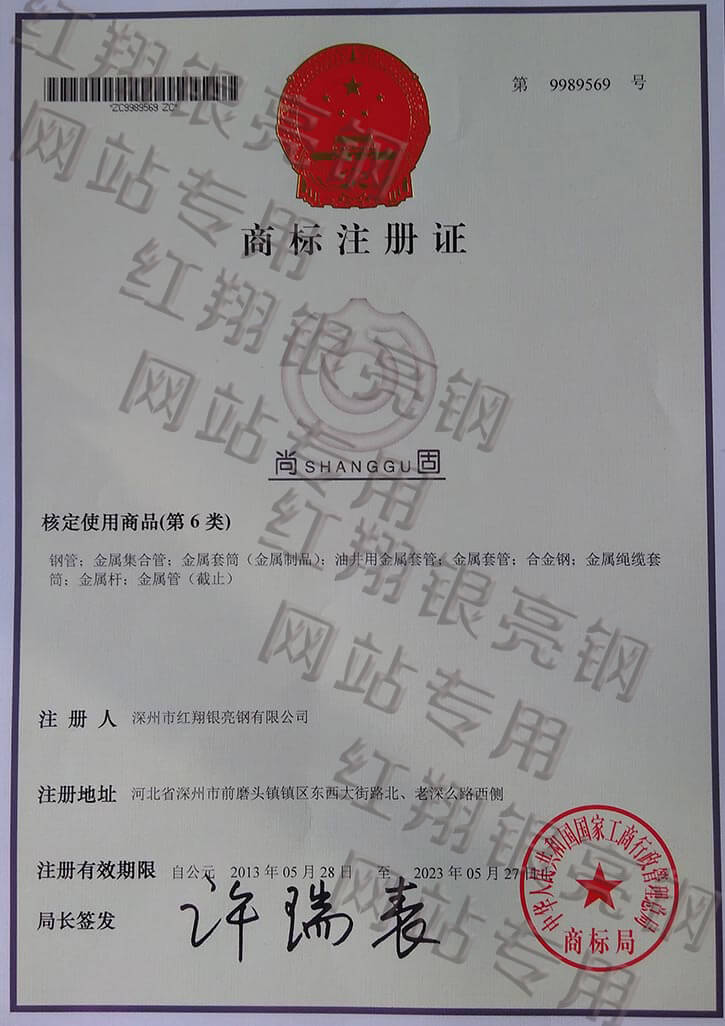 第 9989569 号
*ZC9989569 ZC*
商标注册证
尚 SHANGGU 固
核定使用商品(第 6 类)
钢管；金属集合管；金属套筒（金属制品）；油井用金属套管；金属套管；合金钢；金属绳缆套
筒；金属杆；金属管（截止）
注册人 深州市红翔银亮钢有限公司
注册地址 河北省深州市前磨头镇镇区东西大街路北、老深么路西侧
注册有效期限 自公元 2013 年 05 月 28 日 至 2023 年 05 月 27 日
局长签发 许瑞表
中华人民共和国国家工商行政管理总局
商标局
红翔银亮钢
网站专用
红翔银亮钢
网站专用
红翔银亮钢
网站专用
红翔银亮钢
网站专用